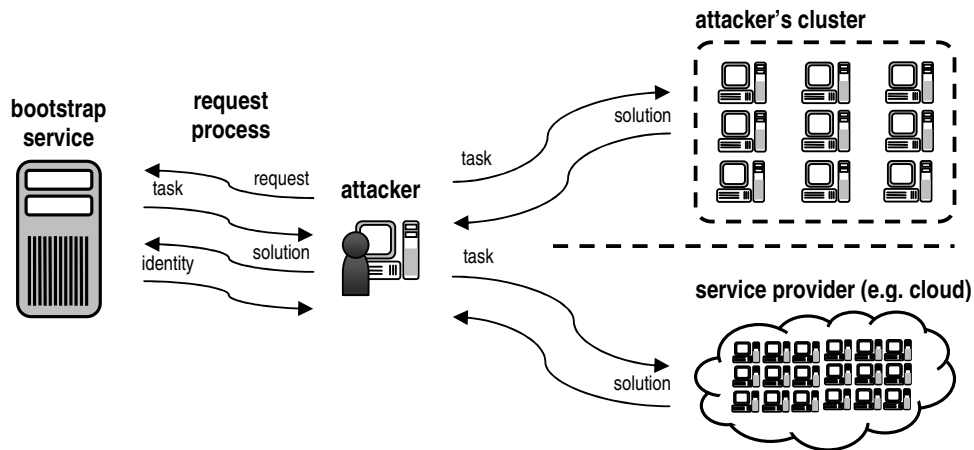 attacker's cluster
bootstrap
service
request
process
request
task
attacker
solution
identity
task
solution
task
service provider (e.g. cloud)
solution